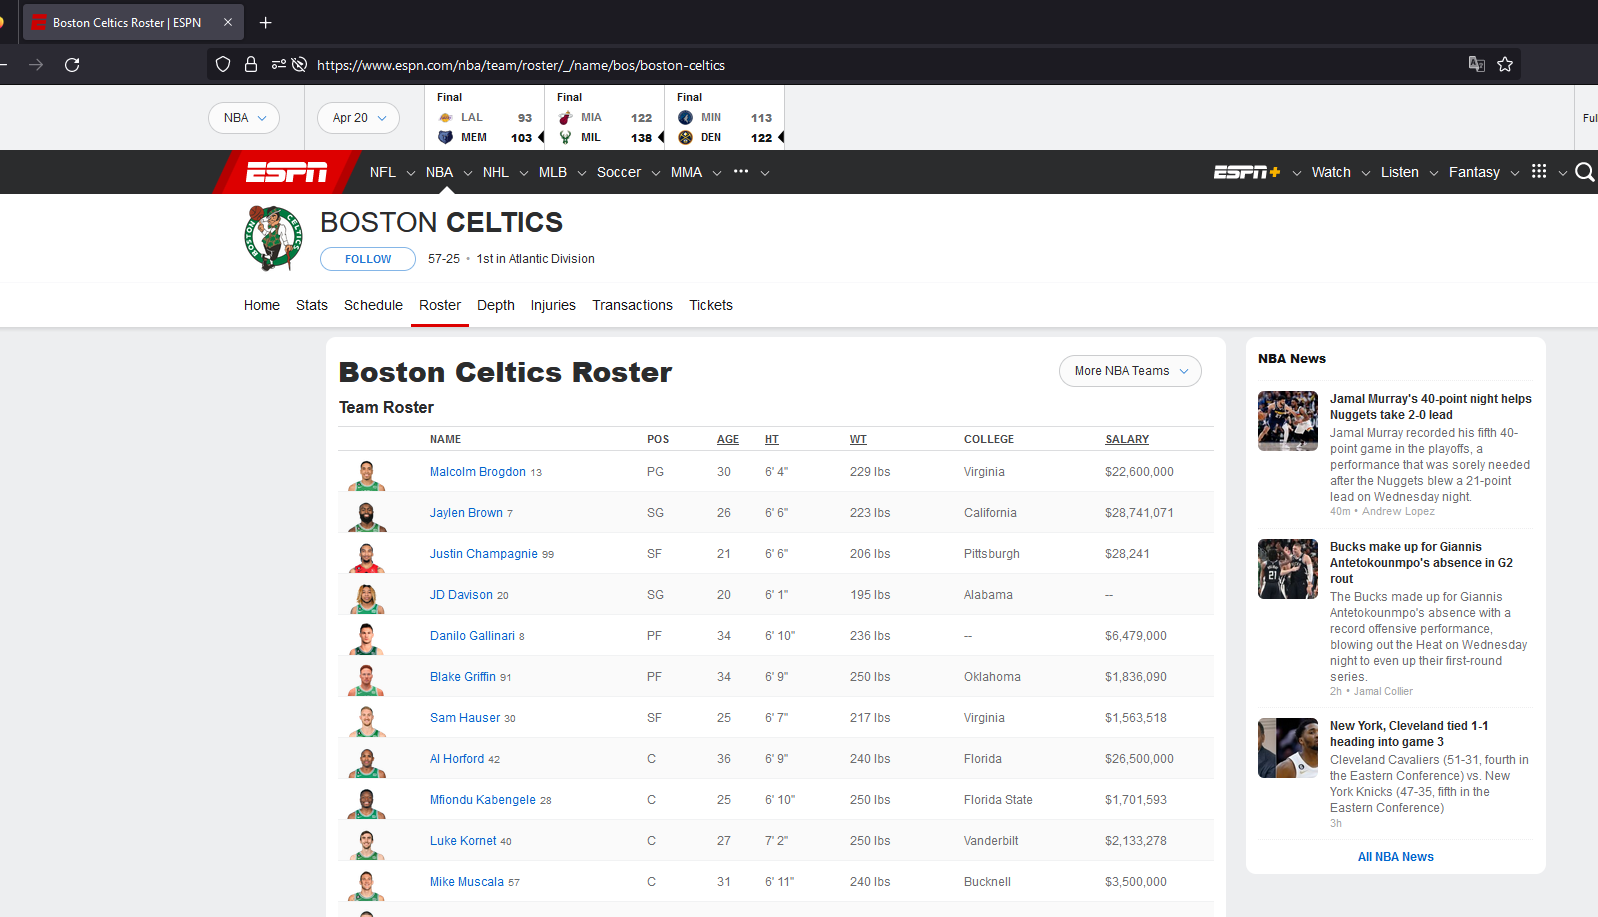 Boston Celtics Roster | ESPN
https://www.espn.com/nba/team/roster/_/name/bos/boston-celtics
NBA
Apr 20
Final
LAL 93
MEM 103
Final
MIA 122
MIL 138
Final
MIN 113
DEN 122
Ful
ESPN NFL NBA NHL MLB Soccer MMA ESPN+ Watch Listen Fantasy
BOSTON CELTICS
FOLLOW 57-25 • 1st in Atlantic Division
Home Stats Schedule Roster Depth Injuries Transactions Tickets
Boston Celtics Roster
More NBA Teams
Team Roster
NAME POS AGE HT WT COLLEGE SALARY
Malcolm Brogdon 13 PG 30 6' 4" 229 lbs Virginia $22,600,000
Jaylen Brown 7 SG 26 6' 6" 223 lbs California $28,741,071
Justin Champagnie 99 SF 21 6' 6" 206 lbs Pittsburgh $28,241
JD Davison 20 SG 20 6' 1" 195 lbs Alabama --
Danilo Gallinari 8 PF 34 6' 10" 236 lbs -- $6,479,000
Blake Griffin 91 PF 34 6' 9" 250 lbs Oklahoma $1,836,090
Sam Hauser 30 SF 25 6' 7" 217 lbs Virginia $1,563,518
Al Horford 42 C 36 6' 9" 240 lbs Florida $26,500,000
Mfiondu Kabengele 28 C 25 6' 10" 250 lbs Florida State $1,701,593
Luke Kornet 40 C 27 7' 2" 250 lbs Vanderbilt $2,133,278
Mike Muscala 57 C 31 6' 11" 240 lbs Bucknell $3,500,000
NBA News
Jamal Murray's 40-point night helps
Nuggets take 2-0 lead
Jamal Murray recorded his fifth 40-
point game in the playoffs, a
performance that was sorely needed
after the Nuggets blew a 21-point
lead on Wednesday night.
40m • Andrew Lopez
Bucks make up for Giannis
Antetokounmpo's absence in G2
rout
The Bucks made up for Giannis
Antetokounmpo's absence with a
record offensive performance,
blowing out the Heat on Wednesday
night to even up their first-round
series.
2h • Jamal Collier
New York, Cleveland tied 1-1
heading into game 3
Cleveland Cavaliers (51-31, fourth in
the Eastern Conference) vs. New
York Knicks (47-35, fifth in the
Eastern Conference)
3h
All NBA News